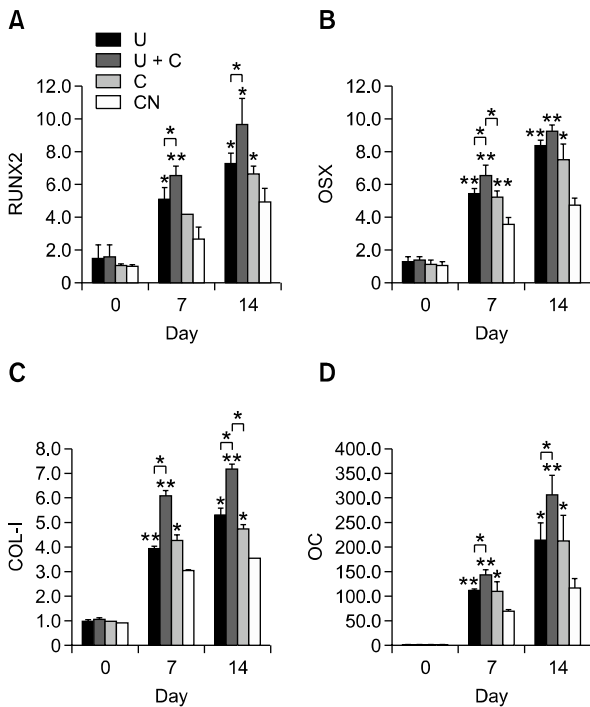 A
U
U + C
C
CN
RUNX2
12.0
10.0
8.0
6.0
4.0
2.0
0
*
*
**
*
*
*
*
0 7 14
Day
B
OSX
12.0
10.0
8.0
6.0
4.0
2.0
0
* *
** ** **
** ** *
0 7 14
Day
C
COL-I
8.0
7.0
6.0
5.0
4.0
3.0
2.0
1.0
0
*
** ** *
* *
* ** *
0 7 14
Day
D
OC
400.0
350.0
300.0
250.0
200.0
150.0
100.0
50.0
0
*
** ** *
*
* ** *
0 7 14
Day